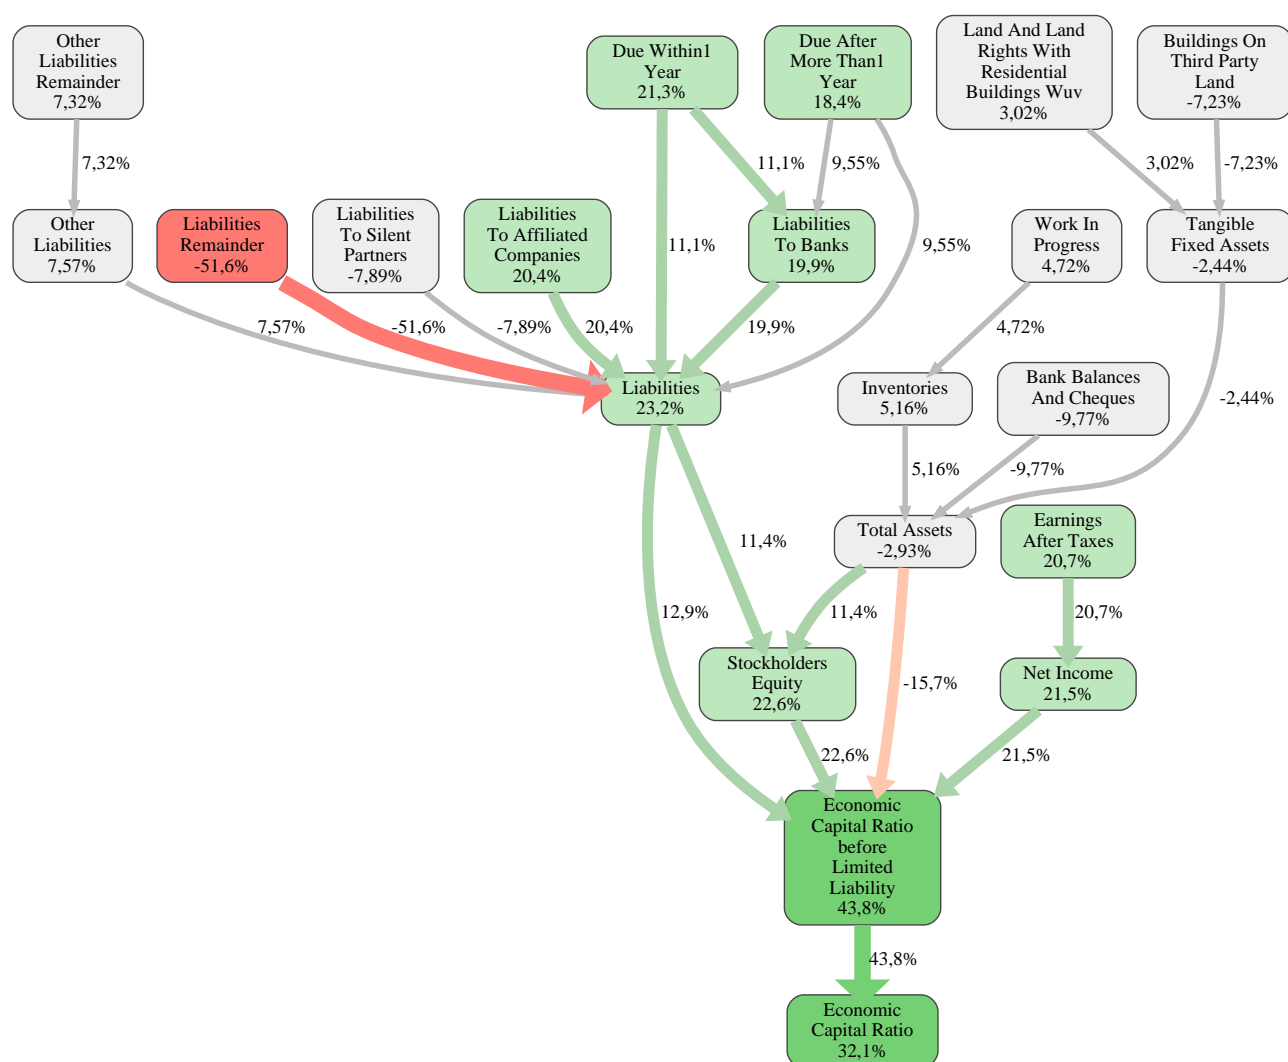 Other
Liabilities
Remainder
7,32%
Due Within1
Year
21,3%
Due After
More Than1
Year
18,4%
Land And Land
Rights With
Residential
Buildings Wuv
3,02%
Buildings On
Third Party
Land
-7,23%
7,32%
11,1%
9,55%
3,02%
-7,23%
Other
Liabilities
7,57%
Liabilities
Remainder
-51,6%
Liabilities
To Silent
Partners
-7,89%
Liabilities
To Affiliated
Companies
20,4%
11,1%
Liabilities
To Banks
19,9%
9,55%
Work In
Progress
4,72%
Tangible
Fixed Assets
-2,44%
7,57%
-51,6%
-7,89%
20,4%
19,9%
4,72%
Liabilities
23,2%
Inventories
5,16%
Bank Balances
And Cheques
-9,77%
-2,44%
5,16%
-9,77%
11,4%
Total Assets
-2,93%
Earnings
After Taxes
20,7%
12,9%
11,4%
20,7%
Stockholders
Equity
22,6%
-15,7%
Net Income
21,5%
22,6%
21,5%
Economic
Capital Ratio
before
Limited
Liability
43,8%
43,8%
Economic
Capital Ratio
32,1%